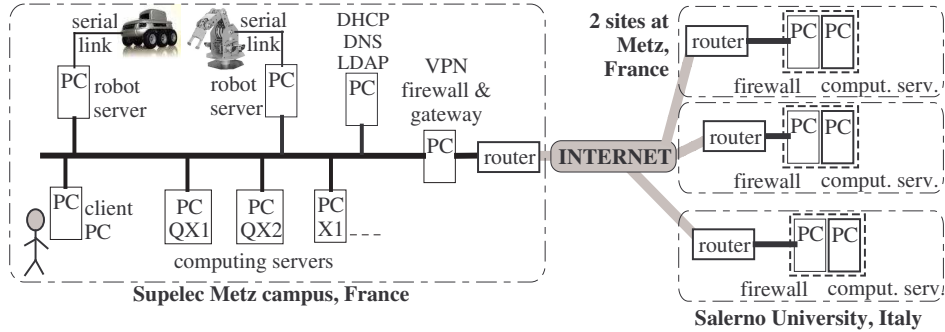 serial
link
PC
robot
server
serial
link
PC
robot
server
DHCP
DNS
LDAP
PC
VPN
firewall &
gateway
PC
router
INTERNET
PC
client
PC
PC
QX1
PC
QX2
PC
X1
computing servers
Supelec Metz campus, France
2 sites at
Metz,
France
router
PC
PC
firewall
comput. serv.
router
PC
PC
firewall
comput. serv.
router
PC
PC
firewall
comput. serv.
Salerno University, Italy